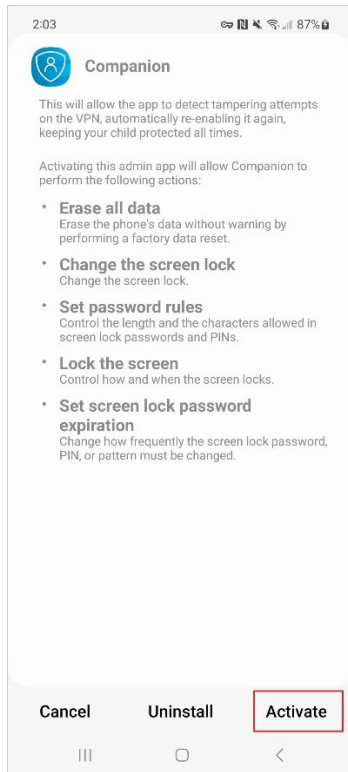 2:03
87%
Companion
This will allow the app to detect tampering attempts
on the VPN, automatically re-enabling it again,
keeping your child protected all times.
Activating this admin app will allow Companion to
perform the following actions:
• Erase all data
Erase the phone's data without warning by
performing a factory data reset.
• Change the screen lock
Change the screen lock.
• Set password rules
Control the length and the characters allowed in
screen lock passwords and PINs.
• Lock the screen
Control how and when the screen locks.
• Set screen lock password
expiration
Change how frequently the screen lock password,
PIN, or pattern must be changed.
Cancel
Uninstall
Activate